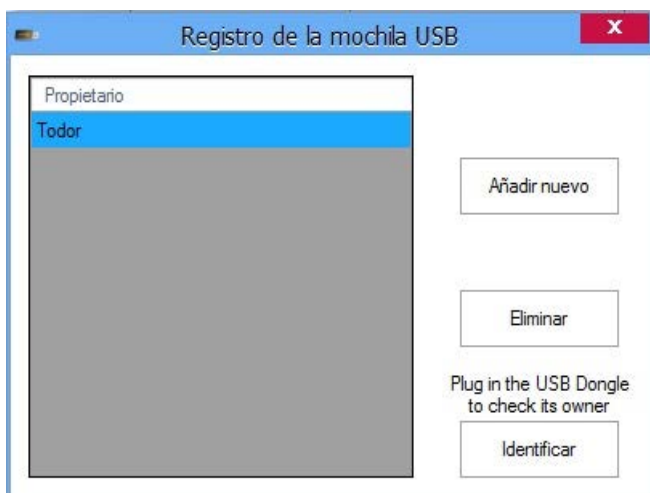 Registro de la mochila USB
x
Propietario
Todor
Añadir nuevo
Eliminar
Plug in the USB Dongle
to check its owner
Identificar